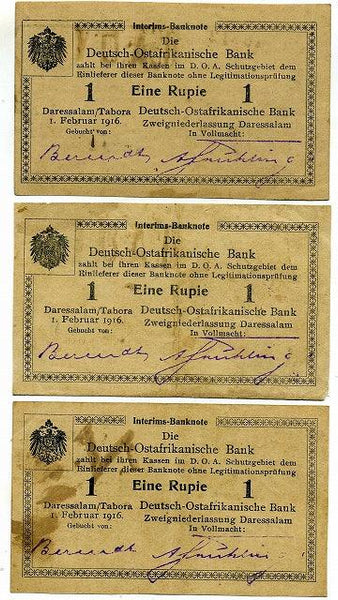 Interims-Banknote
Die
Deutsch-Ostafrikanische Bank
zahlt bei ihren Kassen im D. O. A. Schutzgebiet dem
Einlieferer dieser Banknote ohne Legitimationsprüfung
1 Eine Rupie 1
Daressalam/Tabora Deutsch-Ostafrikanische Bank
1. Februar 1916. Zweigniederlassung Daressalam
Gebucht von: In Vollmacht:
Berendt
Interims-Banknote
Die
Deutsch-Ostafrikanische Bank
zahlt bei ihren Kassen im D. O. A. Schutzgebiet dem
Einlieferer dieser Banknote ohne Legitimationsprüfung
1 Eine Rupie 1
Daressalam/Tabora Deutsch-Ostafrikanische Bank
1. Februar 1916. Zweigniederlassung Daressalam
Gebucht von: In Vollmacht:
Berendt
Interims-Banknote
Die
Deutsch-Ostafrikanische Bank
zahlt bei ihren Kassen im D. O. A. Schutzgebiet dem
Einlieferer dieser Banknote ohne Legitimationsprüfung
1 Eine Rupie 1
Daressalam/Tabora Deutsch-Ostafrikanische Bank
1. Februar 1916. Zweigniederlassung Daressalam
Gebucht von: In Vollmacht:
Berendt